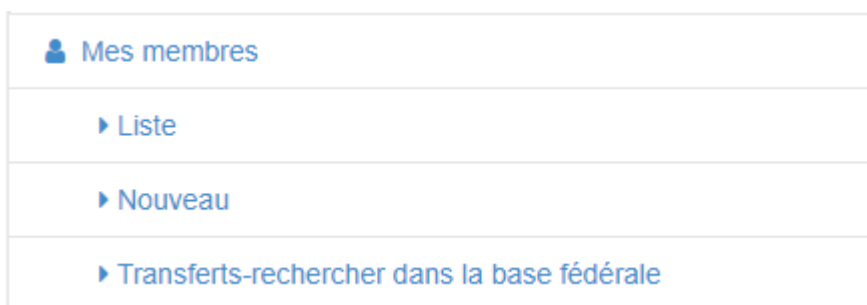 Mes membres
Liste
Nouveau
Transferts-rechercher dans la base fédérale